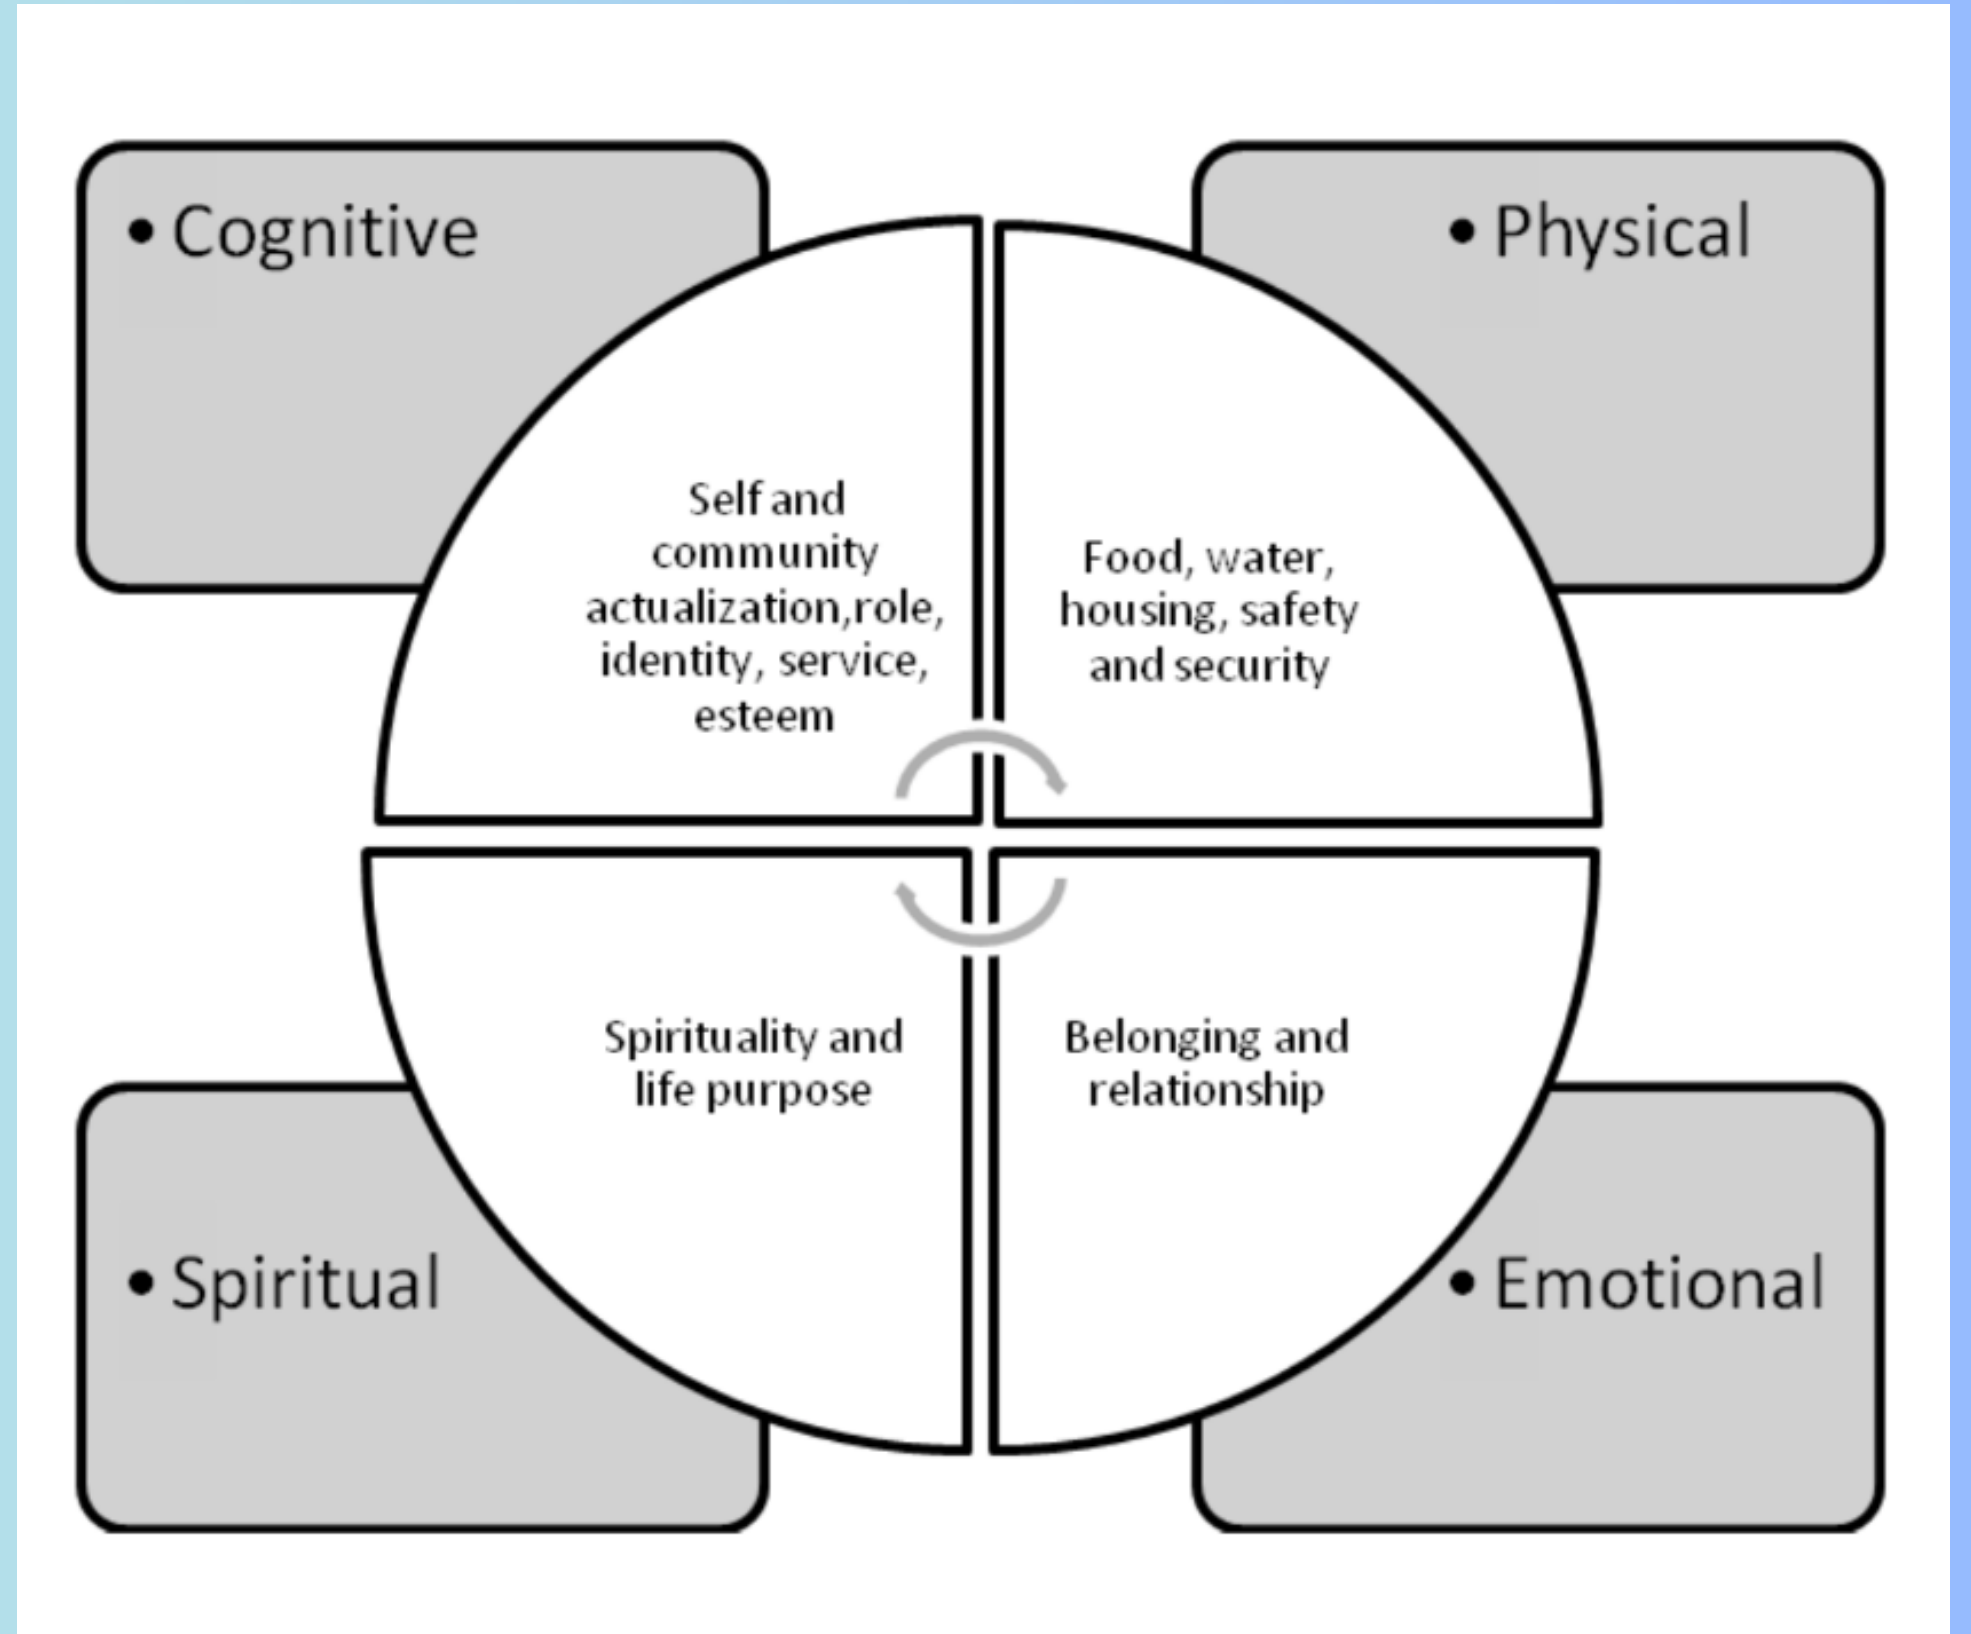 • Cognitive
• Physical
Self and
community
actualization,role,
identity, service,
esteem
Food, water,
housing, safety
and security
Spirituality and
life purpose
Belonging and
relationship
• Spiritual
• Emotional